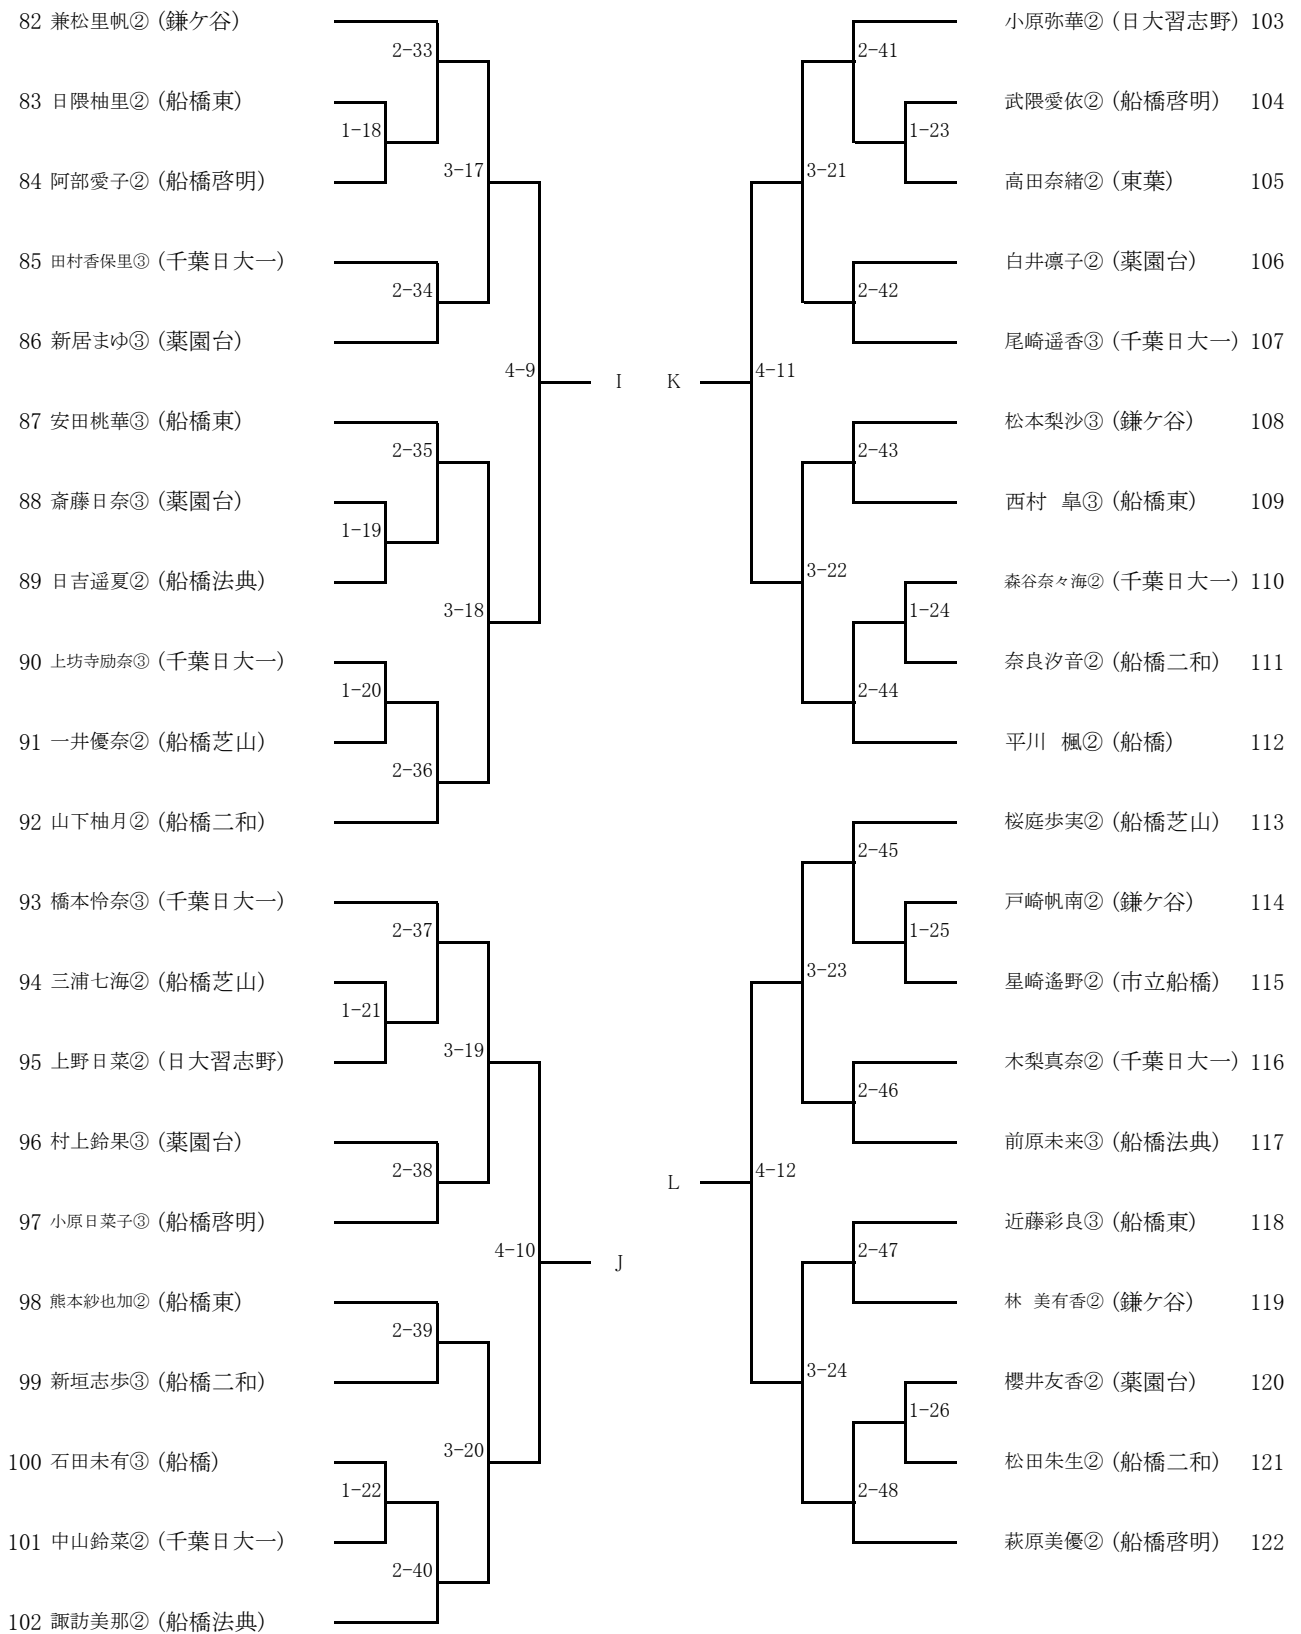 82 兼松里帆② (鎌ケ谷)
2-33
83 日隈柚里② (船橋東)
1-18
84 阿部愛子② (船橋啓明)
3-17
85 田村香保里③ (千葉日大一)
2-34
86 新居まゆ③ (薬園台)
4-9
I
87 安田桃華③ (船橋東)
2-35
88 斎藤日奈③ (薬園台)
1-19
89 日吉遥夏② (船橋法典)
3-18
90 上坊寺励奈③ (千葉日大一)
1-20
91 一井優奈② (船橋芝山)
2-36
92 山下柚月② (船橋二和)
93 橋本怜奈③ (千葉日大一)
2-37
94 三浦七海② (船橋芝山)
1-21
95 上野日菜② (日大習志野)
3-19
96 村上鈴果③ (薬園台)
2-38
97 小原日菜子③ (船橋啓明)
4-10
J
98 熊本紗也加② (船橋東)
2-39
99 新垣志歩③ (船橋二和)
3-20
100 石田未有③ (船橋)
1-22
101 中山鈴菜② (千葉日大一)
2-40
102 諏訪美那② (船橋法典)
小原弥華② (日大習志野) 103
2-41
武隈愛依② (船橋啓明) 104
1-23
高田奈緒② (東葉) 105
3-21
白井凛子② (薬園台) 106
2-42
尾崎遥香③ (千葉日大一) 107
K
4-11
松本梨沙③ (鎌ケ谷) 108
2-43
西村 皐③ (船橋東) 109
3-22
森谷奈々海② (千葉日大一) 110
1-24
奈良汐音② (船橋二和) 111
2-44
平川 楓② (船橋) 112
桜庭歩実② (船橋芝山) 113
2-45
戸崎帆南② (鎌ケ谷) 114
1-25
星崎遙野② (市立船橋) 115
3-23
木梨真奈② (千葉日大一) 116
2-46
前原未来③ (船橋法典) 117
L
4-12
近藤彩良③ (船橋東) 118
2-47
林 美有香② (鎌ケ谷) 119
3-24
櫻井友香② (薬園台) 120
1-26
松田朱生② (船橋二和) 121
2-48
萩原美優② (船橋啓明) 122